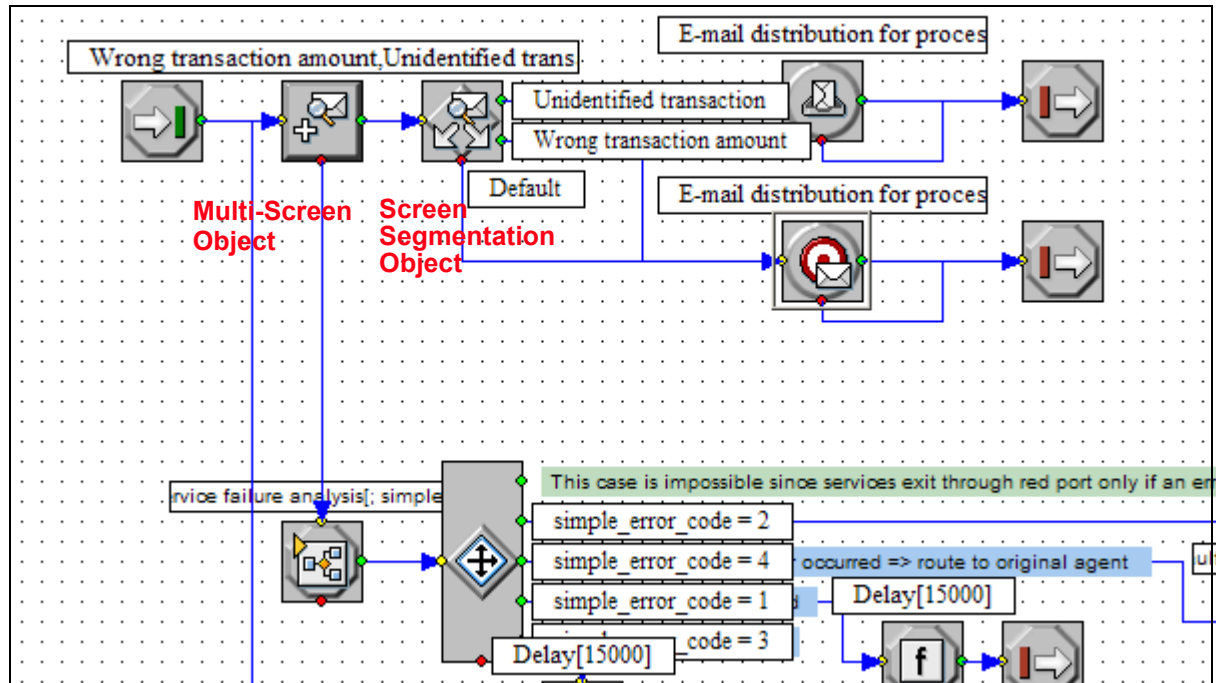 E-mail distribution for proces
Wrong transaction amount,Unidentified trans
Unidentified transaction
Wrong transaction amount
Default
E-mail distribution for proces
Multi-Screen
Object
Screen
Segmentation
Object
This case is impossible since services exit through red port only if an er
rvice failure analysis[; simple
simple_error_code = 2
simple_error_code = 4
occurred => route to original agent
simple_error_code = 1
Delay[15000]
_code = 3
Delay[15000]
f